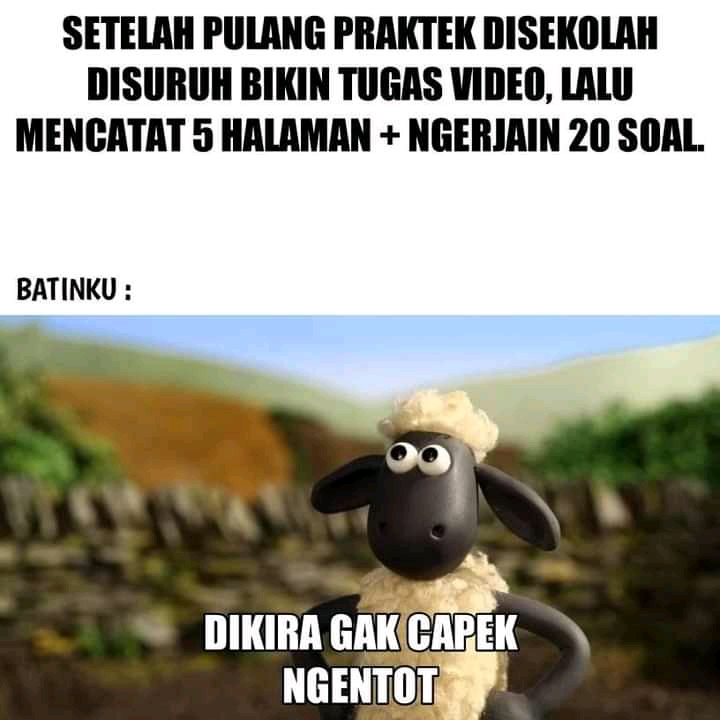 SETELAH PULANG PRAKTEK DISEKOLAH
DISURUH BIKIN TUGAS VIDEO, LALU
MENCATAT 5 HALAMAN + NGERJAIN 20 SOAL.
BATINKU :
DIKIRA GAK CAPEK
NGENTOT